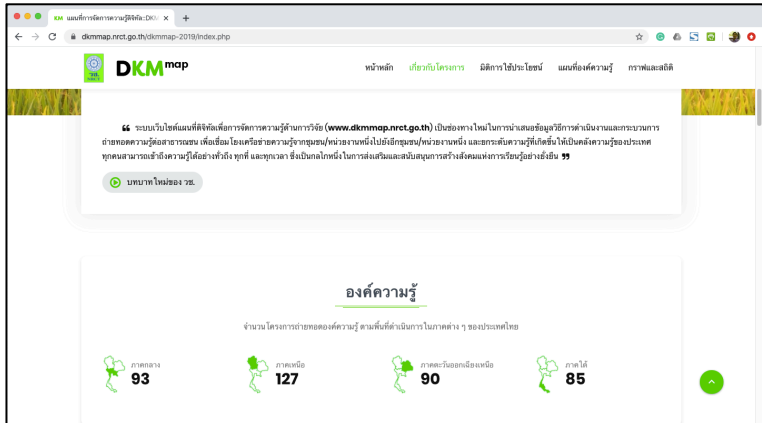 KM แผนที่การจัดการความรู้ดิจิทัล::DKM
dkmmap.nrct.go.th/dkmmap-2019/index.php
วช.
NRCT
DKM map
หน้าหลัก เกี่ยวกับโครงการ มิติการใช้ประโยชน์ แผนที่องค์ความรู้ กราฟและสถิติ
❝ ระบบเว็บไซต์แผนที่ดิจิทัลเพื่อการจัดการความรู้ด้านการวิจัย (www.dkmmap.nrct.go.th) เป็นช่องทางใหม่ในการนำเสนอข้อมูลวิธีการดำเนินงานและกระบวนการ
ถ่ายทอดความรู้ต่อสาธารณชน เพื่อเชื่อมโยงเครือข่ายความรู้จากชุมชน/หน่วยงานหนึ่งไปยังอีกชุมชน/หน่วยงานหนึ่ง และยกระดับความรู้ที่เกิดขึ้นให้เป็นคลังความรู้ของประเทศ
ทุกคนสามารถเข้าถึงความรู้ได้อย่างทั่วถึง ทุกที่ และทุกเวลา ซึ่งเป็นกลไกหนึ่งในการส่งเสริมและสนับสนุนการสร้างสังคมแห่งการเรียนรู้อย่างยั่งยืน ❞
บทบาทใหม่ของ วช.
องค์ความรู้
จำนวนโครงการถ่ายทอดองค์ความรู้ ตามพื้นที่ดำเนินการในภาคต่าง ๆ ของประเทศไทย
ภาคกลาง ภาคเหนือ ภาคตะวันออกเฉียงเหนือ ภาคใต้
93 127 90 85